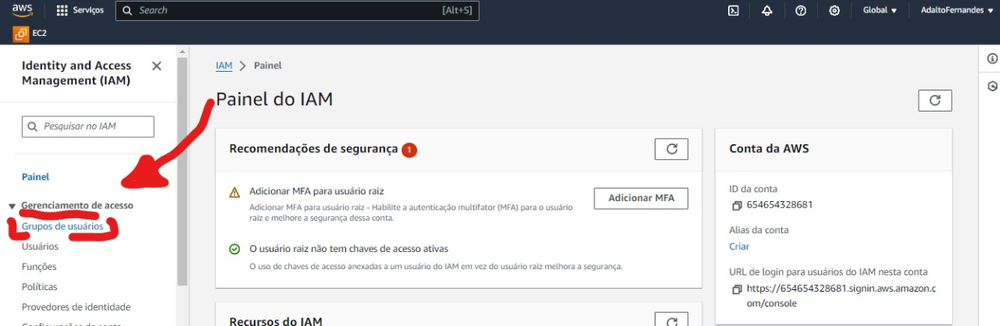 aws
Serviços
Search
[Alt+S]
Global
AdaltoFernandes
EC2
Identity and Access
Management (IAM)
Pesquisar no IAM
Painel
Gerenciamento de acesso
Grupos de usuários
Usuários
Funções
Políticas
Provedores de identidade
IAM
Painel
Painel do IAM
Recomendações de segurança 1
Adicionar MFA para usuário raiz
Adicionar MFA para usuário raiz - Habilite a autenticação multifator (MFA) para o usuário
raiz e melhore a segurança dessa conta.
Adicionar MFA
O usuário raiz não tem chaves de acesso ativas
O uso de chaves de acesso anexadas a um usuário do IAM em vez do usuário raiz melhora a segurança.
Recursos do IAM
Conta da AWS
ID da conta
654654328681
Alias da conta
Criar
URL de login para usuários do IAM nesta conta
https://654654328681.signin.aws.amazon.c
om/console